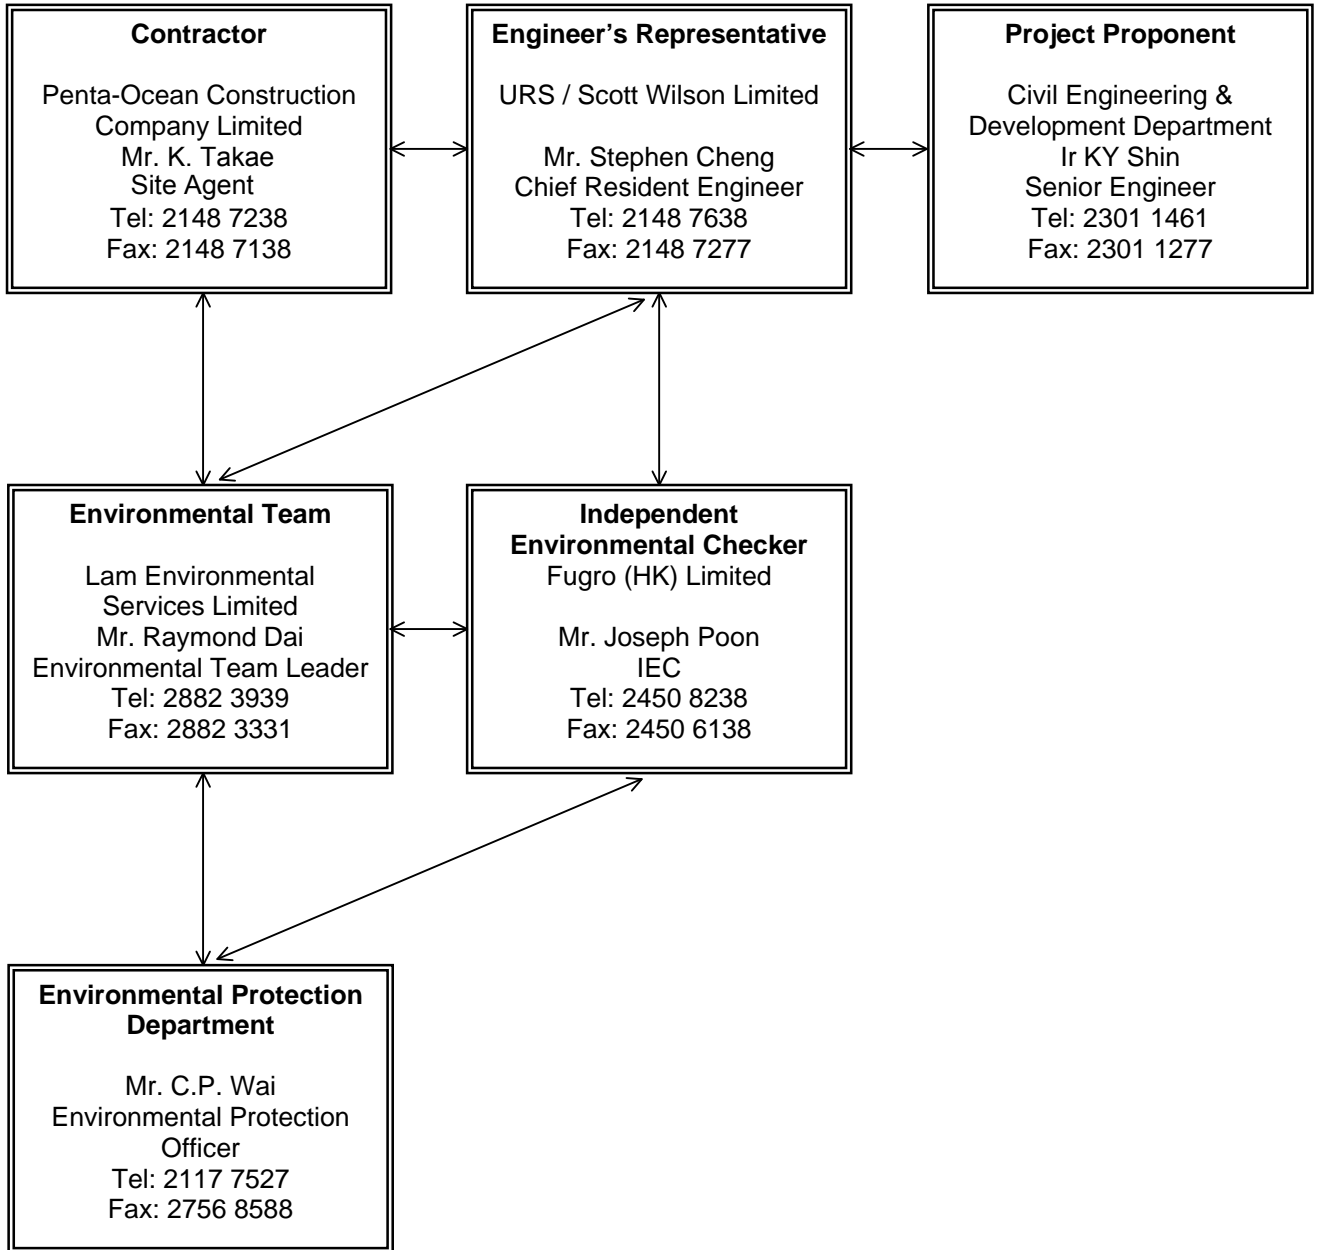 Contractor
Penta-Ocean Construction
Company Limited
Mr. K. Takae
Site Agent
Tel: 2148 7238
Fax: 2148 7138
Engineer's Representative
URS / Scott Wilson Limited
Mr. Stephen Cheng
Chief Resident Engineer
Tel: 2148 7638
Fax: 2148 7277
Project Proponent
Civil Engineering &
Development Department
Ir KY Shin
Senior Engineer
Tel: 2301 1461
Fax: 2301 1277
Environmental Team
Lam Environmental
Services Limited
Mr. Raymond Dai
Environmental Team Leader
Tel: 2882 3939
Fax: 2882 3331
Independent
Environmental Checker
Fugro (HK) Limited
Mr. Joseph Poon
IEC
Tel: 2450 8238
Fax: 2450 6138
Environmental Protection
Department
Mr. C.P. Wai
Environmental Protection
Officer
Tel: 2117 7527
Fax: 2756 8588